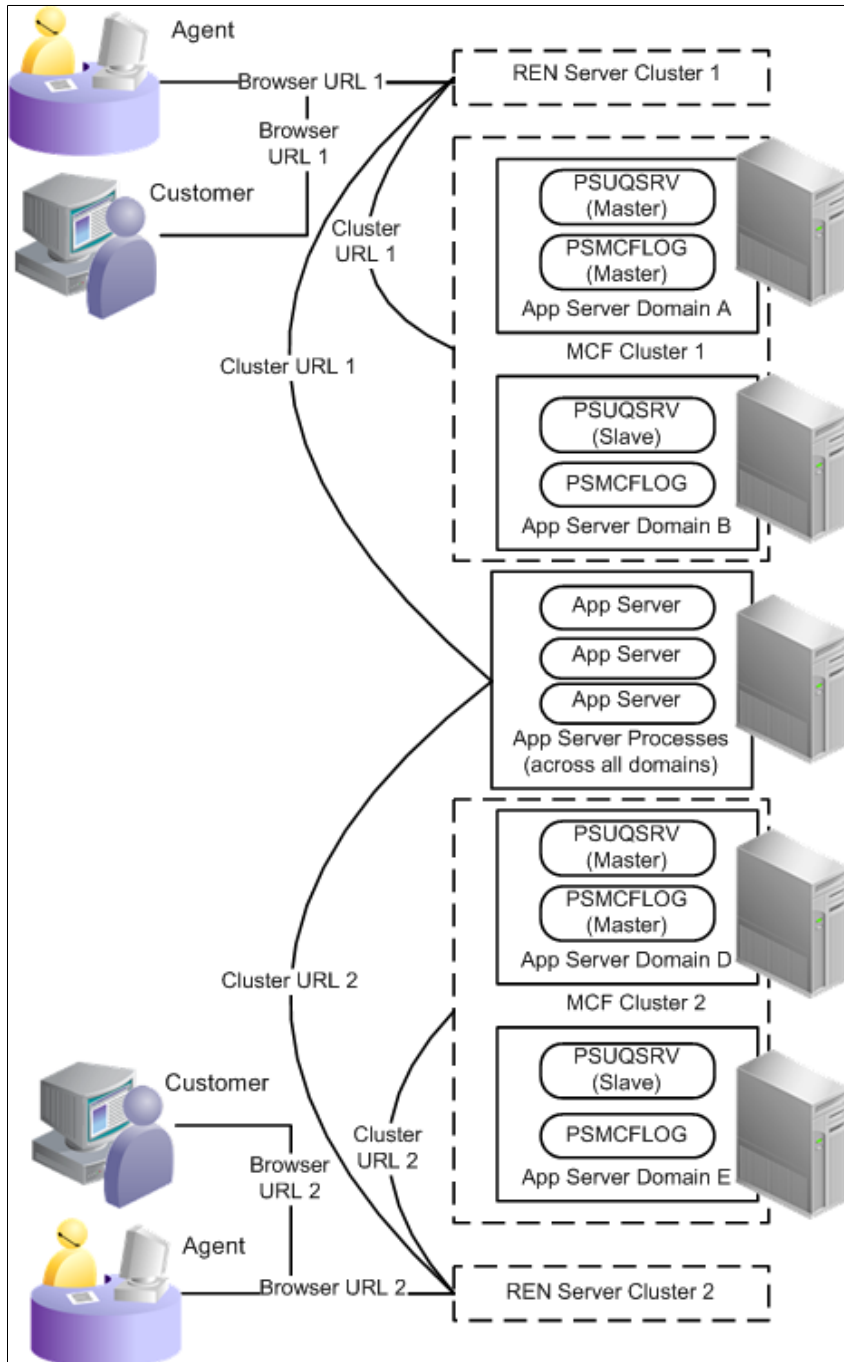 Agent
Browser URL 1
REN Server Cluster 1
Browser
URL 1
Customer
PSUQSRV
(Master)
PSMCFLOG
(Master)
App Server Domain A
Cluster
URL 1
MCF Cluster 1
Cluster URL 1
PSUQSRV
(Slave)
PSMCFLOG
App Server Domain B
App Server
App Server
App Server
App Server Processes
(across all domains)
PSUQSRV
(Master)
PSMCFLOG
(Master)
App Server Domain D
Cluster URL 2
MCF Cluster 2
PSUQSRV
(Slave)
PSMCFLOG
App Server Domain E
Customer
Cluster
URL 2
Browser
URL 2
Agent
Browser URL 2
REN Server Cluster 2